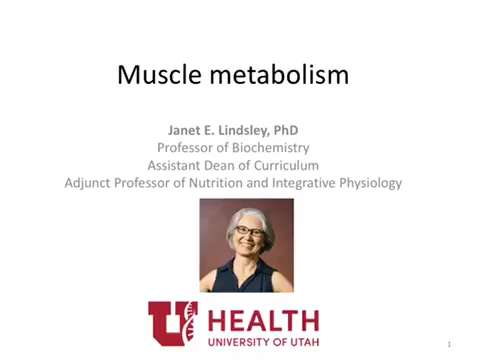 Muscle metabolism
Janet E. Lindsley, PhD
Professor of Biochemistry
Assistant Dean of Curriculum
Adjunct Professor of Nutrition and Integrative Physiology
U HEALTH
UNIVERSITY OF UTAH
1